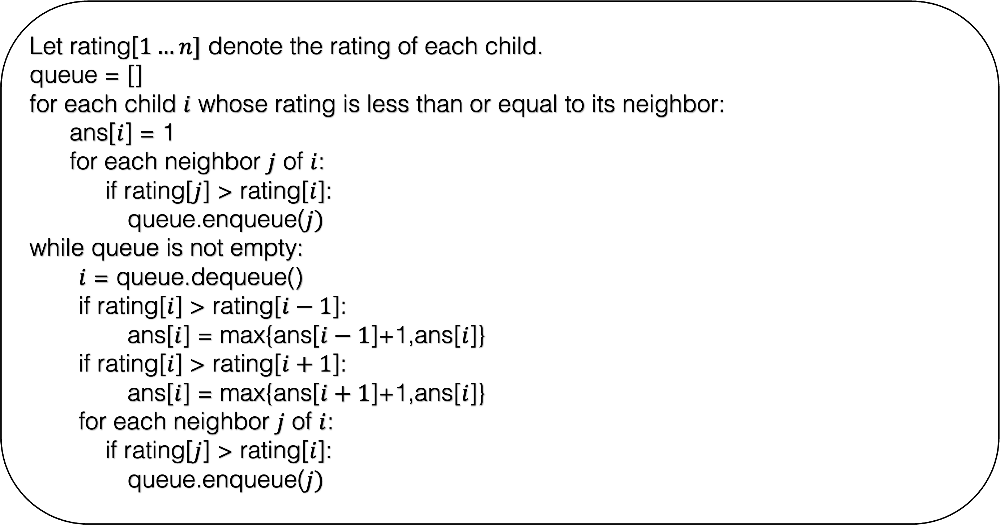 Let rating[1 ... n] denote the rating of each child.
queue = []
for each child i whose rating is less than or equal to its neighbor:
ans[i] = 1
for each neighbor j of i:
if rating[j] > rating[i]:
queue.enqueue(j)
while queue is not empty:
i = queue.dequeue()
if rating[i] > rating[i − 1]:
ans[i] = max{ans[i − 1]+1,ans[i]}
if rating[i] > rating[i + 1]:
ans[i] = max{ans[i + 1]+1,ans[i]}
for each neighbor j of i:
if rating[j] > rating[i]:
queue.enqueue(j)